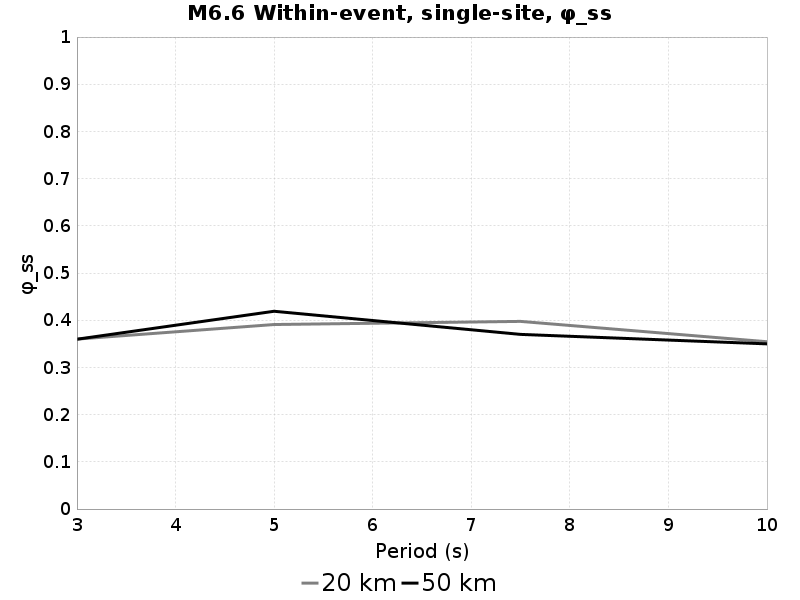 M6.6 Within-event, single-site, φ_ss
1
0.9
0.8
0.7
0.6
0.5
0.4
0.3
0.2
0.1
0
φ_ss
3 4 5 6 7 8 9 10
Period (s)
20 km 50 km